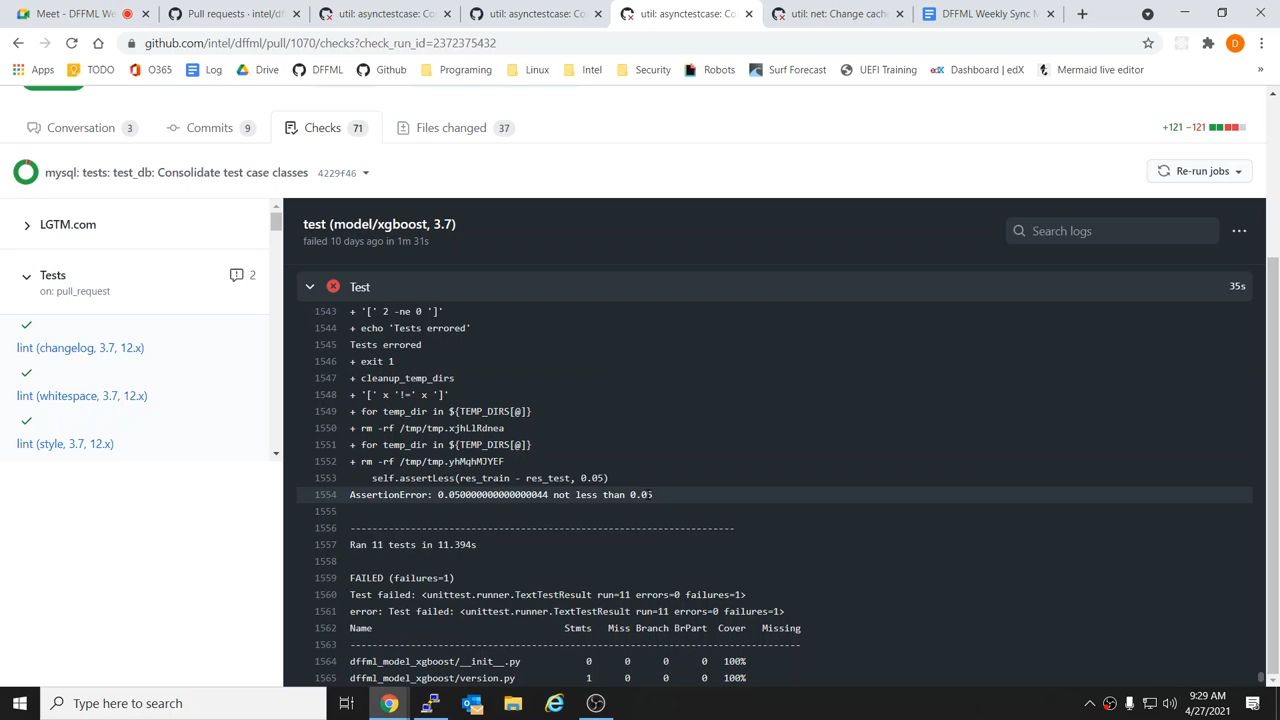 Meet - DFFML We
Pull requests · intel/df
util: asynctestcase: Co
util: asynctestcase: Co
util: asynctestcase: Co
util: net: Change cache
DFFML Weekly Sync M
github.com/intel/dffml/pull/1070/checks?check_run_id=2372375432
D
Apps
TODO
O365
Log
Drive
DFFML
Github
Programing
Linux
Intel
Security
Robots
Surf Forecast
UEFI Training
Dashboard | edX
Mermaid live editor
»
Conversation 3
Commits 9
Checks 71
Files changed 37
+121 −121
mysql: tests: test_db: Consolidate test case classes 4229f46
Re-run jobs
LGTM.com
Tests 2
on: pull_request
lint (changelog, 3.7, 12.x)
lint (whitespace, 3.7, 12.x)
lint (style, 3.7, 12.x)
test (model/xgboost, 3.7)
failed 10 days ago in 1m 31s
Search logs
Test 35s
1543 + '[' 2 -ne 0 ']'
1544 + echo 'Tests errored'
1545 Tests errored
1546 + exit 1
1547 + cleanup_temp_dirs
1548 + '[' x '!=' x ']'
1549 + for temp_dir in ${TEMP_DIRS[@]}
1550 + rm -rf /tmp/tmp.xjhLlRdnea
1551 + for temp_dir in ${TEMP_DIRS[@]}
1552 + rm -rf /tmp/tmp.yhMqhMJYEF
1553 self.assertLess(res_train - res_test, 0.05)
1554 AssertionError: 0.050000000000000044 not less than 0.05
1555
1556 ----------------------------------------------------------------------
1557 Ran 11 tests in 11.394s
1558
1559 FAILED (failures=1)
1560 Test failed: <unittest.runner.TextTestResult run=11 errors=0 failures=1>
1561 error: Test failed: <unittest.runner.TextTestResult run=11 errors=0 failures=1>
1562 Name Stmts Miss Branch BrPart Cover Missing
1563 --------------------------------------------------------------------------------
1564 dffml_model_xgboost/__init__.py 0 0 0 0 100%
1565 dffml_model_xgboost/version.py 1 0 0 0 100%
Type here to search
9:29 AM
4/27/2021